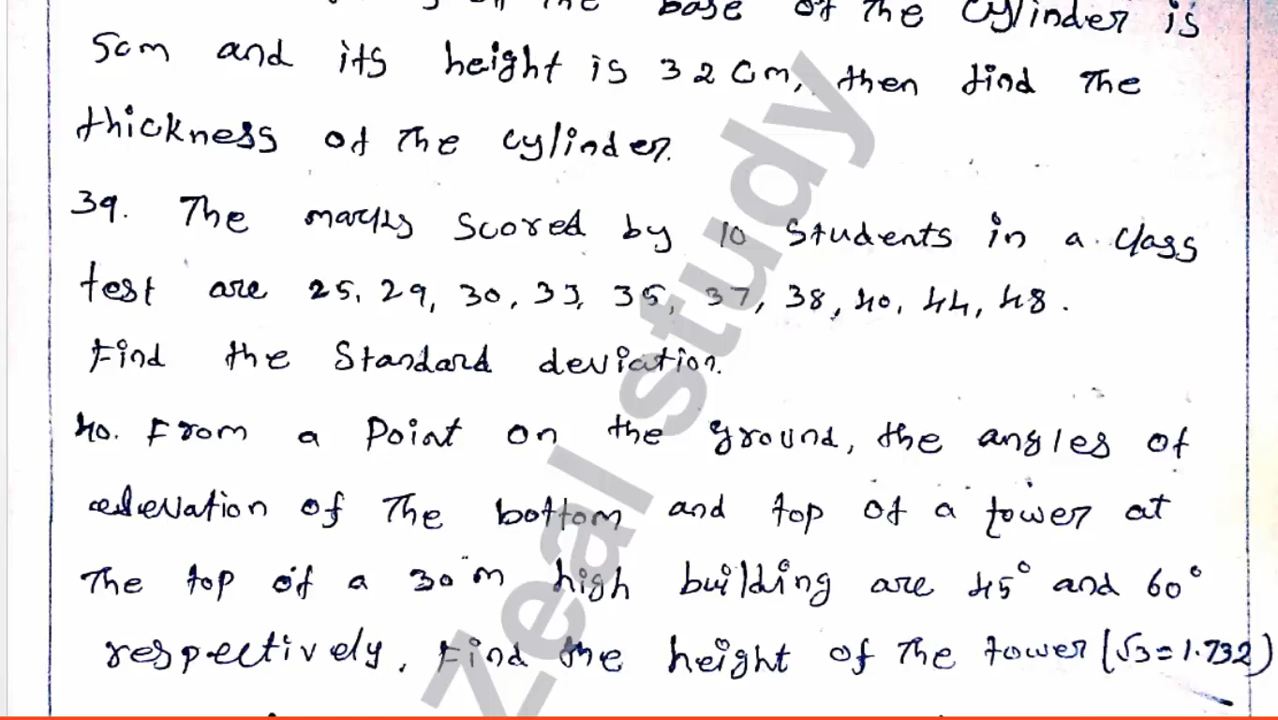 the base of the Cylinder is
5cm and its height is 32 Cm, then find the
thickness of the cylinder.
39. The marks Scored by 10 Students in a class
test are 25, 29, 30, 33, 35, 37, 38, 40, 44, 48.
Find the Standard deviation.
40. From a Point on the ground, the angles of
elevation of The bottom and top of a tower at
The top of a 30 m high building are 45° and 60°
respectively. Find the height of The tower (√3=1.732)
zeal study